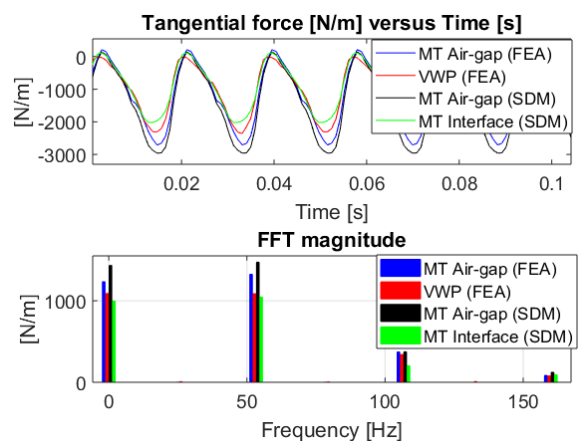 Tangential force [N/m] versus Time [s]
[N/m]
0
-1000
-2000
-3000
MT Air-gap (FEA)
VWP (FEA)
MT Air-gap (SDM)
MT Interface (SDM)
0.02 0.04 0.06 0.08 0.1
Time [s]
FFT magnitude
[N/m]
1000
0
MT Air-gap (FEA)
VWP (FEA)
MT Air-gap (SDM)
MT Interface (SDM)
0 50 100 150
Frequency [Hz]